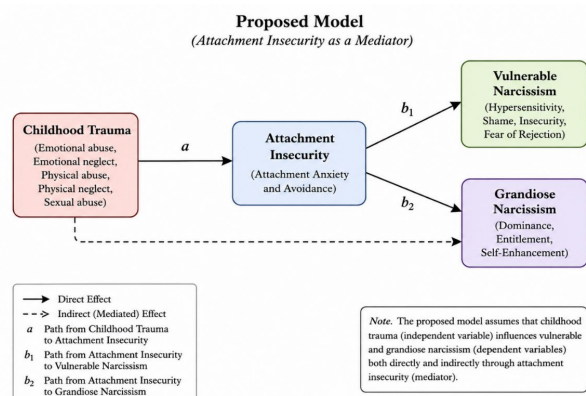 Proposed Model
(Attachment Insecurity as a Mediator)
Childhood Trauma
(Emotional abuse,
Emotional neglect,
Physical abuse,
Physical neglect,
Sexual abuse)
a
Attachment
Insecurity
(Attachment Anxiety
and Avoidance)
b1
b2
Vulnerable
Narcissism
(Hypersensitivity,
Shame, Insecurity,
Fear of Rejection)
Grandiose
Narcissism
(Dominance,
Entitlement,
Self-Enhancement)
Direct Effect
Indirect (Mediated) Effect
a Path from Childhood Trauma
to Attachment Insecurity
b1 Path from Attachment Insecurity
to Vulnerable Narcissism
b2 Path from Attachment Insecurity
to Grandiose Narcissism
Note. The proposed model assumes that childhood
trauma (independent variable) influences vulnerable
and grandiose narcissism (dependent variables)
both directly and indirectly through attachment
insecurity (mediator).